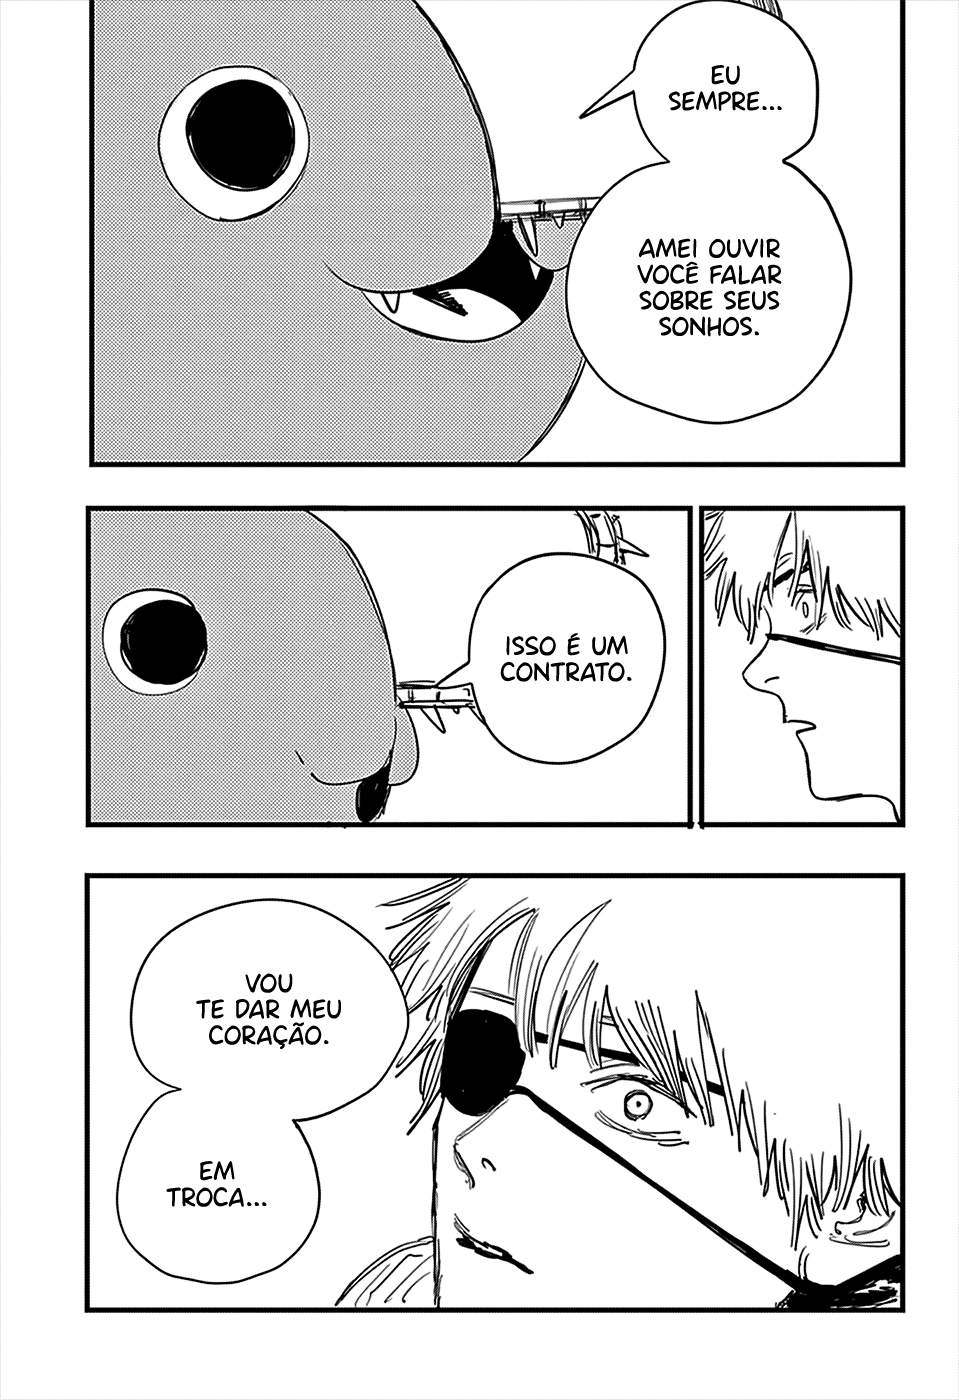 EU
SEMPRE...
AMEI OUVIR
VOCÊ FALAR
SOBRE SEUS
SONHOS.
ISSO É UM
CONTRATO.
VOU
TE DAR MEU
CORAÇÃO.
EM
TROCA...